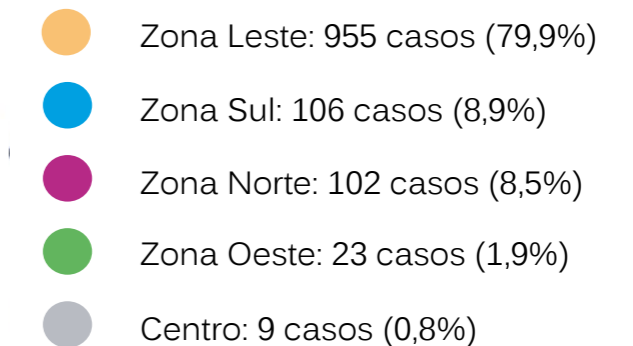 Zona Leste: 955 casos (79,9%)
Zona Sul: 106 casos (8,9%)
Zona Norte: 102 casos (8,5%)
Zona Oeste: 23 casos (1,9%)
Centro: 9 casos (0,8%)